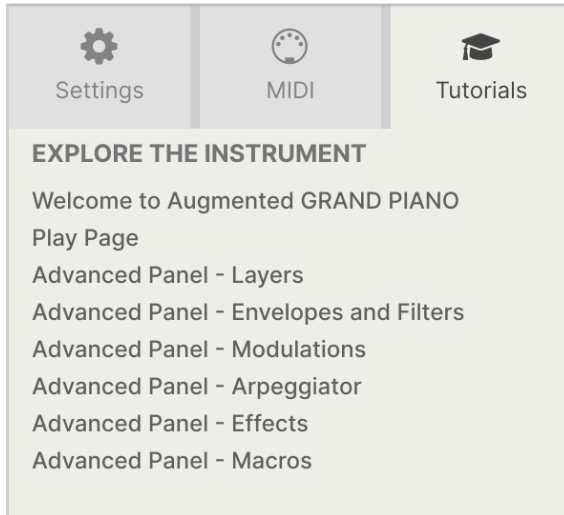 Settings
MIDI
Tutorials
EXPLORE THE INSTRUMENT
Welcome to Augmented GRAND PIANO
Play Page
Advanced Panel - Layers
Advanced Panel - Envelopes and Filters
Advanced Panel - Modulations
Advanced Panel - Arpeggiator
Advanced Panel - Effects
Advanced Panel - Macros